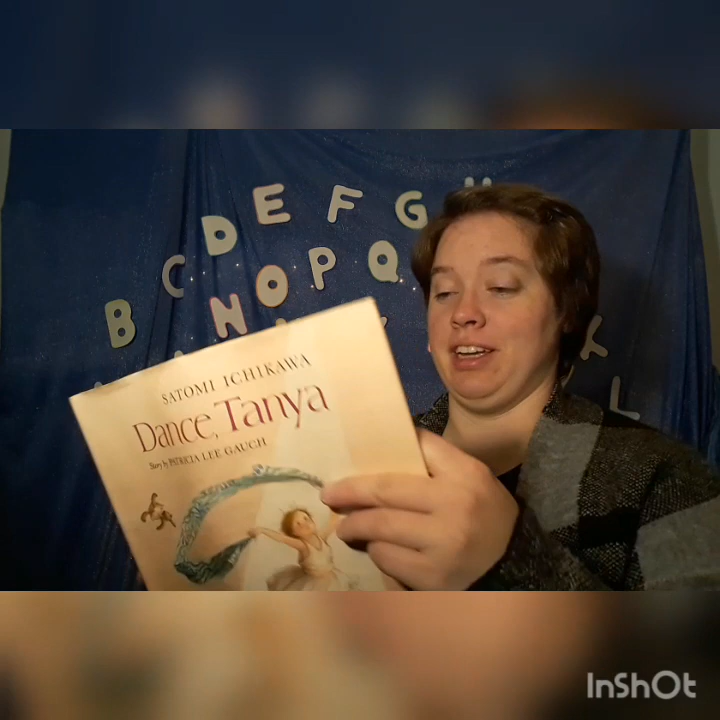 E F G
C D
N O P Q
B
K
L
SATOMI ICHIKAWA
Dance, Tanya
Story by PATRICIA LEE GAUCH
InShOt